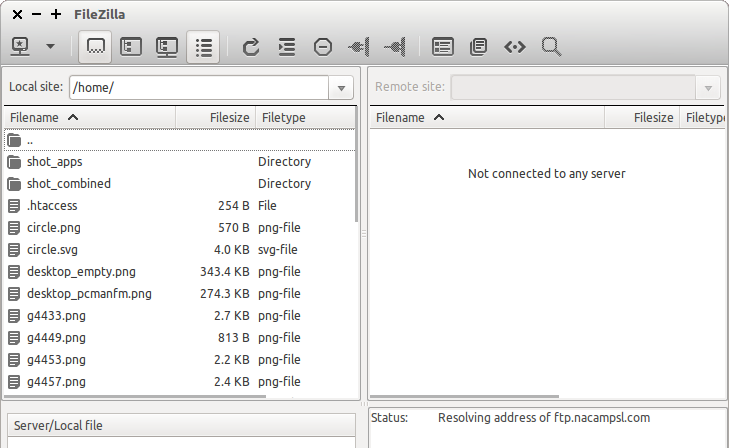 FileZilla
Local site: /home/
Remote site:
Filename Filesize Filetype
Filename Filesize Filetype
..
shot_apps Directory
shot_combined Directory
.htaccess 254 B File
circle.png 570 B png-file
circle.svg 4.0 KB svg-file
desktop_empty.png 343.4 KB png-file
desktop_pcmanfm.png 274.3 KB png-file
g4433.png 2.7 KB png-file
g4449.png 813 B png-file
g4453.png 2.2 KB png-file
g4457.png 2.4 KB png-file
Not connected to any server
Server/Local file
Status: Resolving address of ftp.nacampsl.com